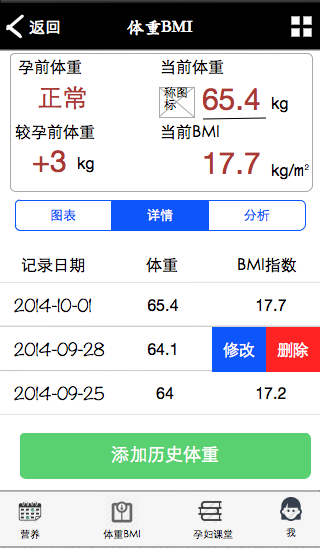 返回 体重BMI
孕前体重 当前体重
正常 称图标 65.4 kg
较孕前体重 当前BMI
+3 kg 17.7 kg/m²
图表 详情 分析
记录日期 体重 BMI指数
2014-10-01 65.4 17.7
2014-09-28 64.1 修改 删除
2014-09-25 64 17.2
添加历史体重
营养 体重BMI 孕妇课堂 我